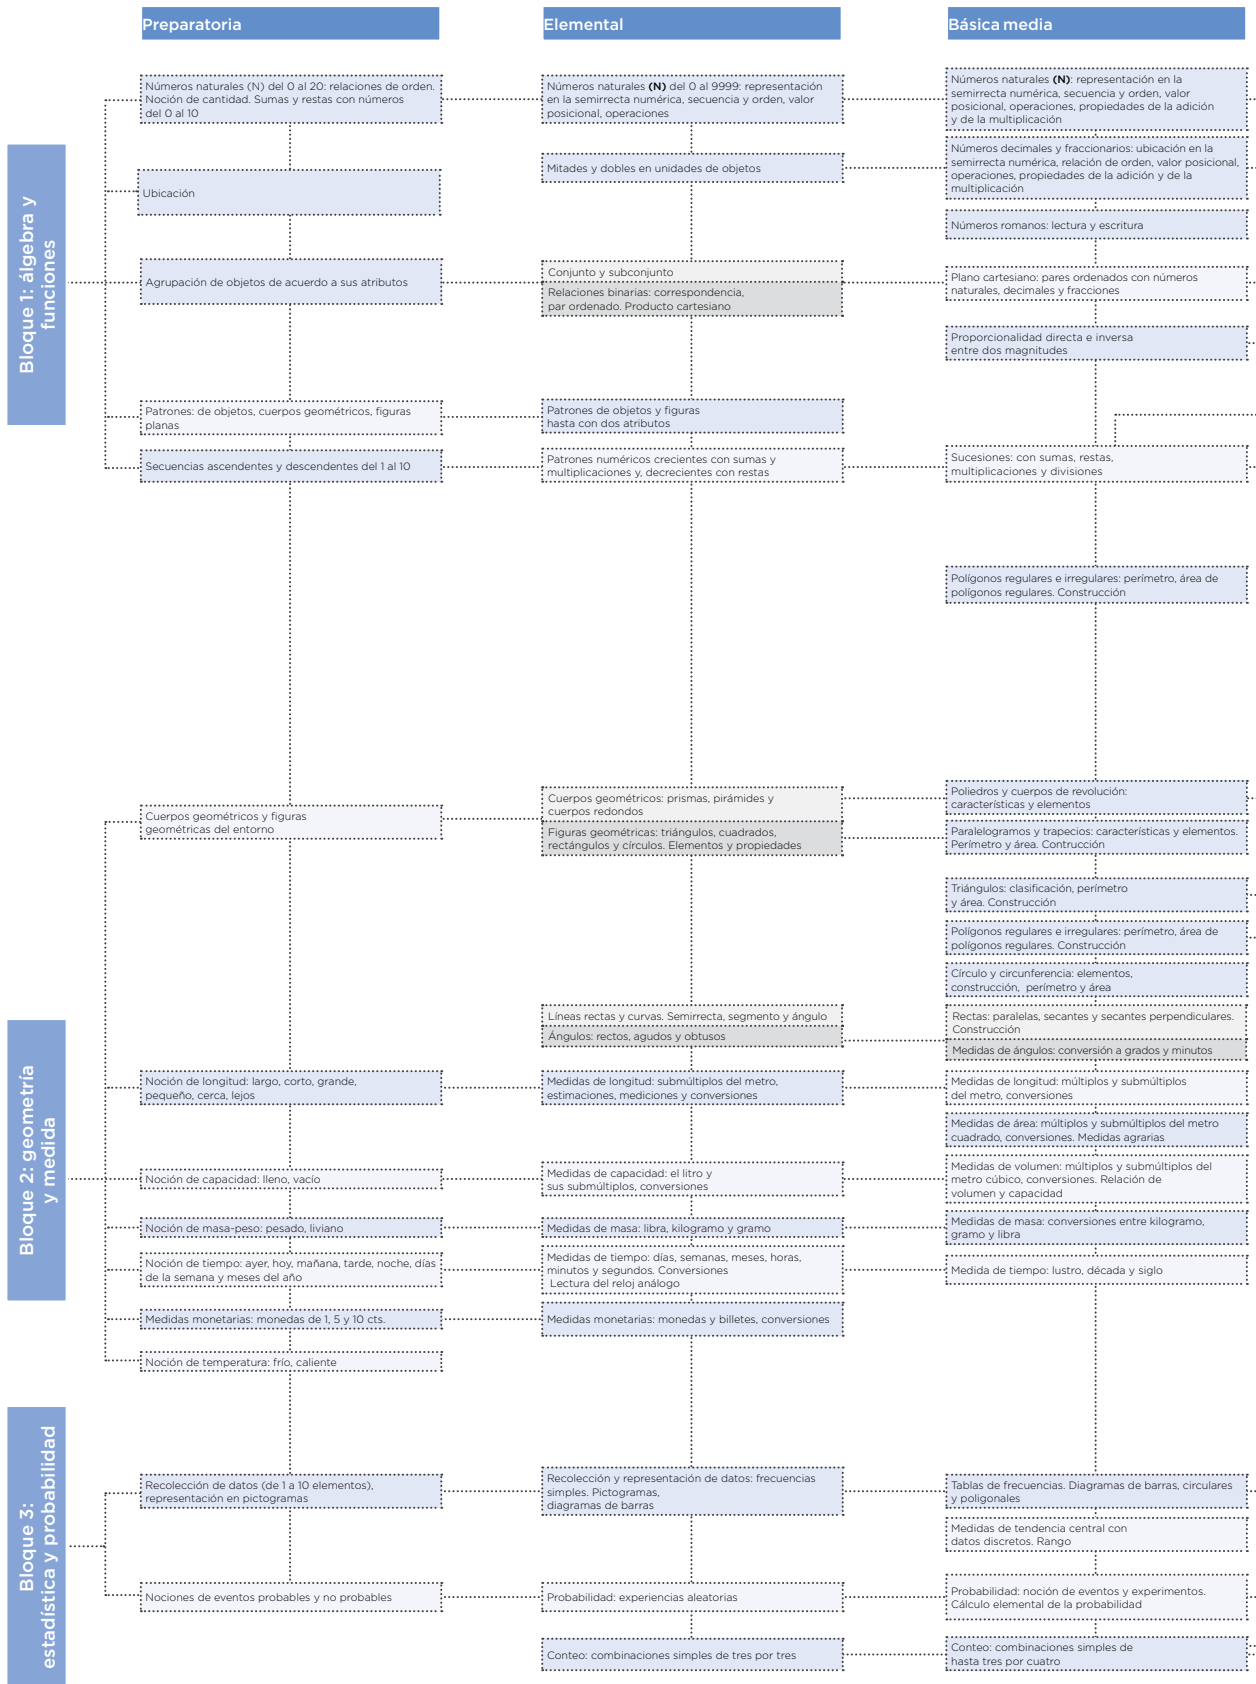 Preparatoria
Elemental
Básica media
Bloque 1: álgebra y
funciones
Números naturales (N) del 0 al 20: relaciones de orden.
Noción de cantidad. Sumas y restas con números
del 0 al 10
Números naturales (N) del 0 al 9999: representación
en la semirrecta numérica, secuencia y orden, valor
posicional, operaciones
Números naturales (N): representación en la
semirrecta numérica, secuencia y orden, valor
posicional, operaciones, propiedades de la adición
y de la multiplicación
Mitades y dobles en unidades de objetos
Números decimales y fraccionarios: ubicación en la
semirrecta numérica, relación de orden, valor posicional,
operaciones, propiedades de la adición y de la
multiplicación
Ubicación
Números romanos: lectura y escritura
Agrupación de objetos de acuerdo a sus atributos
Conjunto y subconjunto
Relaciones binarias: correspondencia,
par ordenado. Producto cartesiano
Plano cartesiano: pares ordenados con números
naturales, decimales y fracciones
Proporcionalidad directa e inversa
entre dos magnitudes
Patrones: de objetos, cuerpos geométricos, figuras
planas
Patrones de objetos y figuras
hasta con dos atributos
Secuencias ascendentes y descendentes del 1 al 10
Patrones numéricos crecientes con sumas y
multiplicaciones y, decrecientes con restas
Sucesiones: con sumas, restas,
multiplicaciones y divisiones
Polígonos regulares e irregulares: perímetro, área de
polígonos regulares. Construcción
Bloque 2: geometría
y medida
Cuerpos geométricos y figuras
geométricas del entorno
Cuerpos geométricos: prismas, pirámides y
cuerpos redondos
Figuras geométricas: triángulos, cuadrados,
rectángulos y círculos. Elementos y propiedades
Poliedros y cuerpos de revolución:
características y elementos
Paralelogramos y trapecios: características y elementos.
Perímetro y área. Contrucción
Triángulos: clasificación, perímetro
y área. Construcción
Polígonos regulares e irregulares: perímetro, área de
polígonos regulares. Construcción
Círculo y circunferencia: elementos,
construcción, perímetro y área
Líneas rectas y curvas. Semirrecta, segmento y ángulo
Ángulos: rectos, agudos y obtusos
Rectas: paralelas, secantes y secantes perpendiculares.
Construcción
Medidas de ángulos: conversión a grados y minutos
Noción de longitud: largo, corto, grande,
pequeño, cerca, lejos
Medidas de longitud: submúltiplos del metro,
estimaciones, mediciones y conversiones
Medidas de longitud: múltiplos y submúltiplos
del metro, conversiones
Medidas de área: múltiplos y submúltiplos del metro
cuadrado, conversiones. Medidas agrarias
Noción de capacidad: lleno, vacío
Medidas de capacidad: el litro y
sus submúltiplos, conversiones
Medidas de volumen: múltiplos y submúltiplos del
metro cúbico, conversiones. Relación de
volumen y capacidad
Noción de masa-peso: pesado, liviano
Medidas de masa: libra, kilogramo y gramo
Medidas de masa: conversiones entre kilogramo,
gramo y libra
Noción de tiempo: ayer, hoy, mañana, tarde, noche, días
de la semana y meses del año
Medidas de tiempo: días, semanas, meses, horas,
minutos y segundos. Conversiones
Lectura del reloj análogo
Medida de tiempo: lustro, década y siglo
Medidas monetarias: monedas de 1, 5 y 10 cts.
Medidas monetarias: monedas y billetes, conversiones
Noción de temperatura: frío, caliente
Bloque 3:
estadística y probabilidad
Recolección de datos (de 1 a 10 elementos),
representación en pictogramas
Recolección y representación de datos: frecuencias
simples. Pictogramas,
diagramas de barras
Tablas de frecuencias. Diagramas de barras, circulares
y poligonales
Medidas de tendencia central con
datos discretos. Rango
Nociones de eventos probables y no probables
Probabilidad: experiencias aleatorias
Probabilidad: noción de eventos y experimentos.
Cálculo elemental de la probabilidad
Conteo: combinaciones simples de tres por tres
Conteo: combinaciones simples de
hasta tres por cuatro